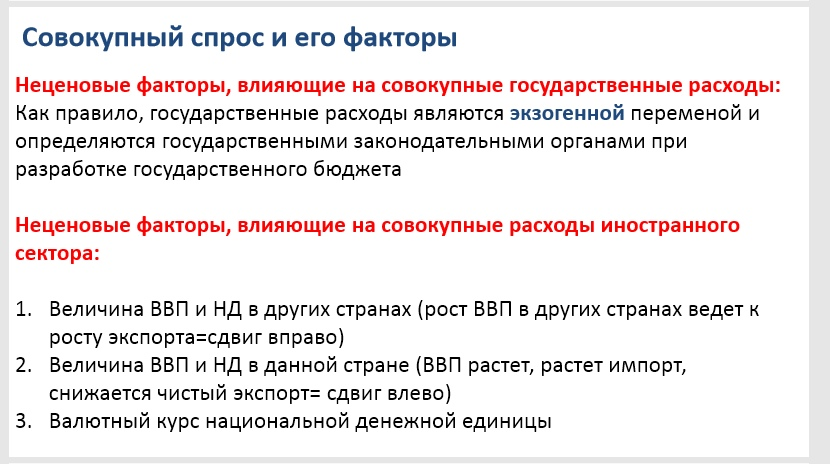 Совокупный спрос и его факторы
Неценовые факторы, влияющие на совокупные государственные расходы:
Как правило, государственные расходы являются экзогенной переменой и
определяются государственными законодательными органами при
разработке государственного бюджета
Неценовые факторы, влияющие на совокупные расходы иностранного
сектора:
1. Величина ВВП и НД в других странах (рост ВВП в других странах ведет к
росту экспорта=сдвиг вправо)
2. Величина ВВП и НД в данной стране (ВВП растет, растет импорт,
снижается чистый экспорт= сдвиг влево)
3. Валютный курс национальной денежной единицы